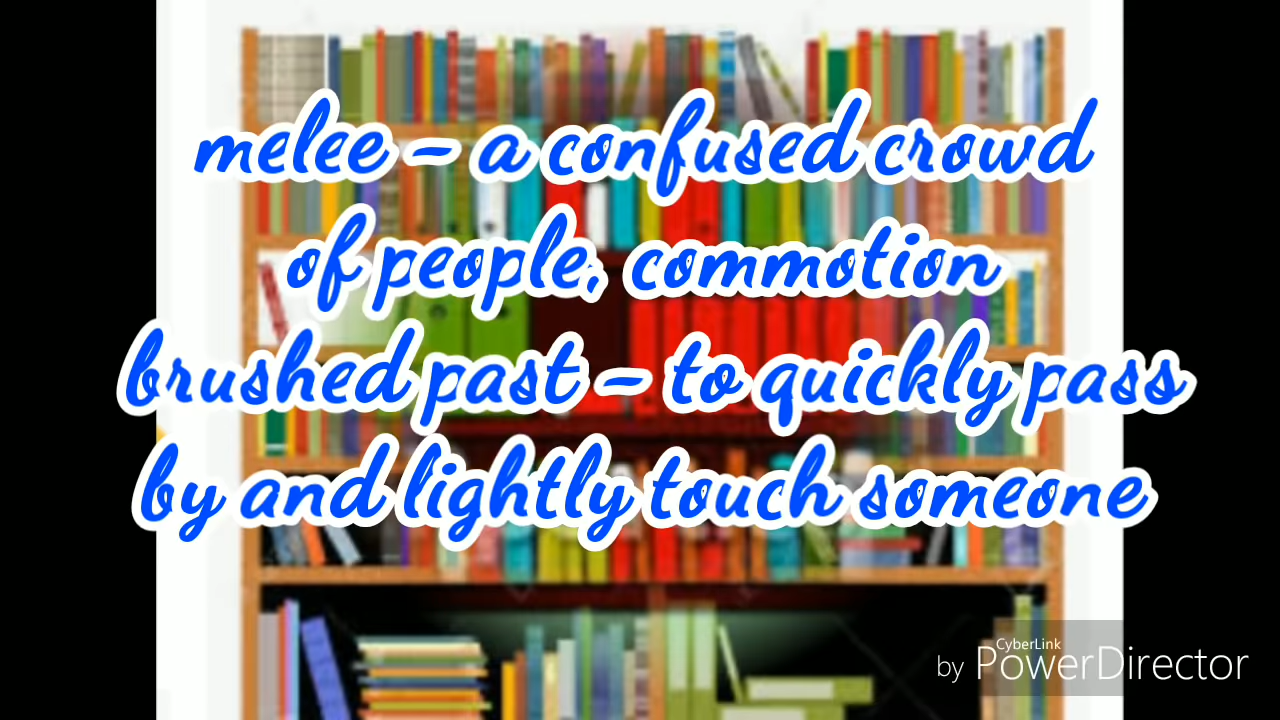 melee - a confused crowd
of people, commotion
brushed past - to quickly pass
by and lightly touch someone
CyberLink
by PowerDirector